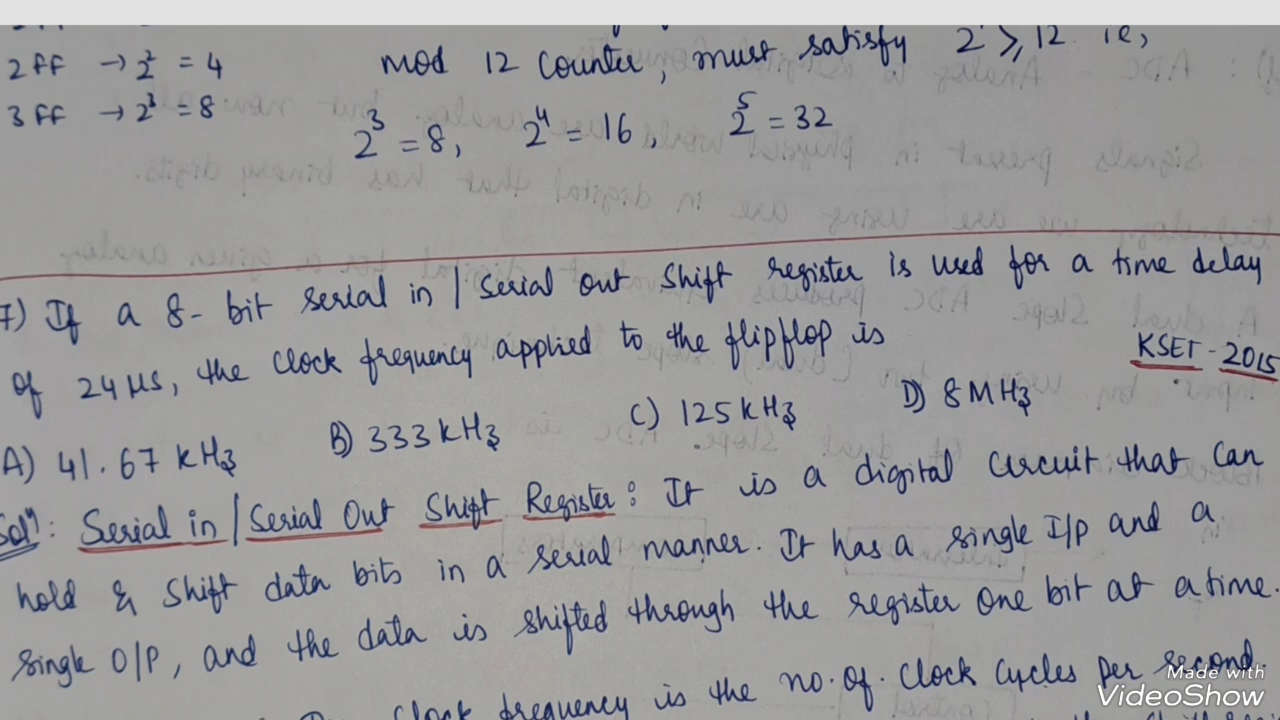 2 ff → 2² = 4
mod 12 counter, must satisfy 2 ≥ 12 ie,
3 ff → 2³ = 8
2³ = 8, 2⁴ = 16, 2⁵ = 32
7) If a 8-bit serial in / serial out shift register is used for a time delay
of 24 μs, the clock frequency applied to the flipflop is
KSET - 2015
A) 41.67 kHz B) 333 kHz C) 125 kHz D) 8 MHz
Solⁿ: Serial in / Serial Out Shift Register: It is a digital circuit that can
hold & shift data bits in a serial manner. It has a single I/p and a
single O/P, and the data is shifted through the register one bit at a time.
clock frequency is the no. of. clock cycles per second.
Made with
VideoShow